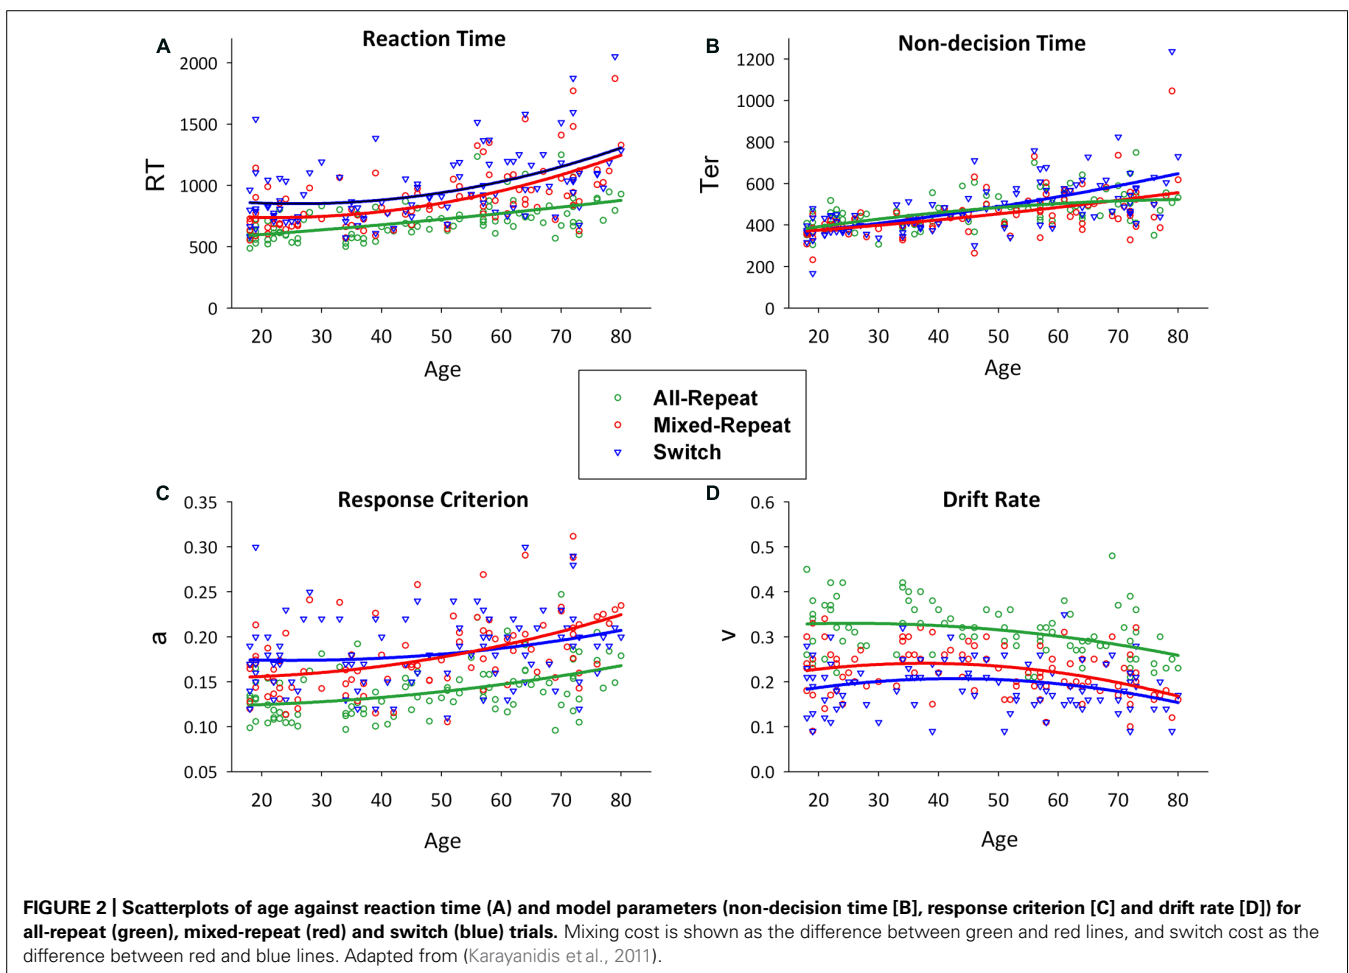 A
Reaction Time
2000
1500
1000
500
0
RT
20 30 40 50 60 70 80
Age
B
Non-decision Time
1200
1000
800
600
400
200
0
Ter
20 30 40 50 60 70 80
Age
All-Repeat
Mixed-Repeat
Switch
C
Response Criterion
0.35
0.30
0.25
0.20
0.15
0.10
0.05
a
20 30 40 50 60 70 80
Age
D
Drift Rate
0.6
0.5
0.4
0.3
0.2
0.1
0.0
v
20 30 40 50 60 70 80
Age
FIGURE 2 | Scatterplots of age against reaction time (A) and model parameters (non-decision time [B], response criterion [C] and drift rate [D]) for
all-repeat (green), mixed-repeat (red) and switch (blue) trials. Mixing cost is shown as the difference between green and red lines, and switch cost as the
difference between red and blue lines. Adapted from (Karayanidis et al., 2011).